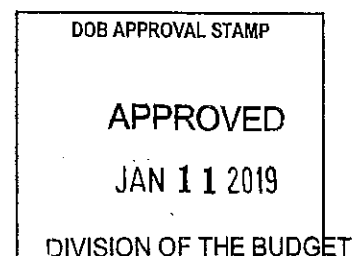 DOB APPROVAL STAMP
APPROVED
JAN 11 2019
DIVISION OF THE BUDGET